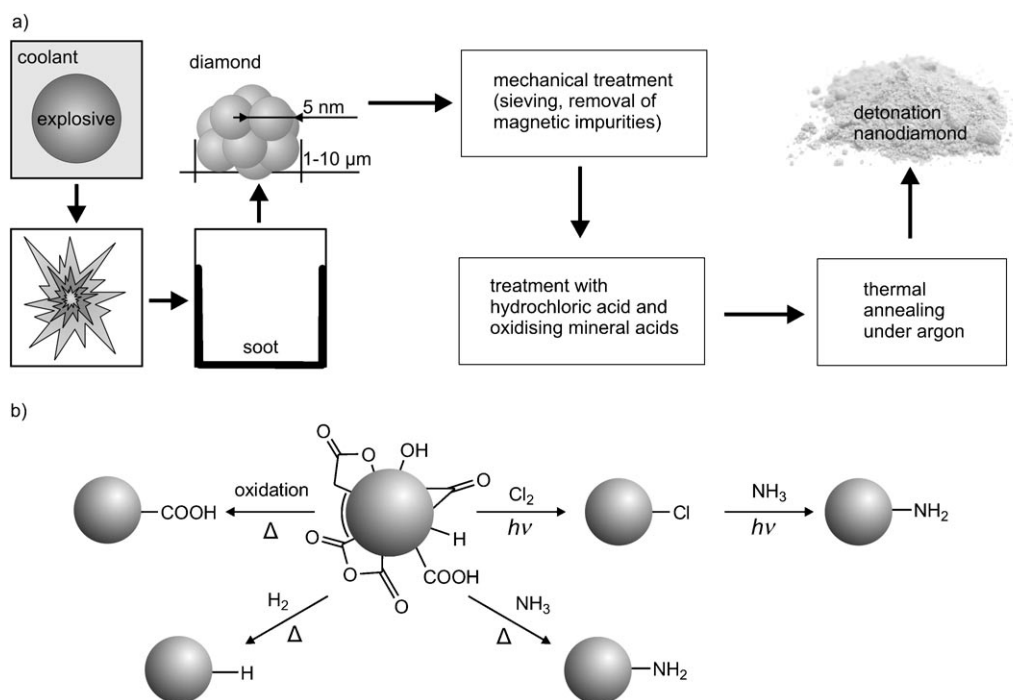 a)
coolant
explosive
diamond
5 nm
1-10 µm
soot
mechanical treatment
(sieving, removal of
magnetic impurities)
treatment with
hydrochloric acid and
oxidising mineral acids
thermal
annealing
under argon
detonation
nanodiamond
b)
COOH
oxidation
Δ
O
O
OH
O
H
COOH
O
O
O
Cl₂
hν
Cl
NH₃
hν
NH₂
H₂
Δ
H
NH₃
Δ
NH₂